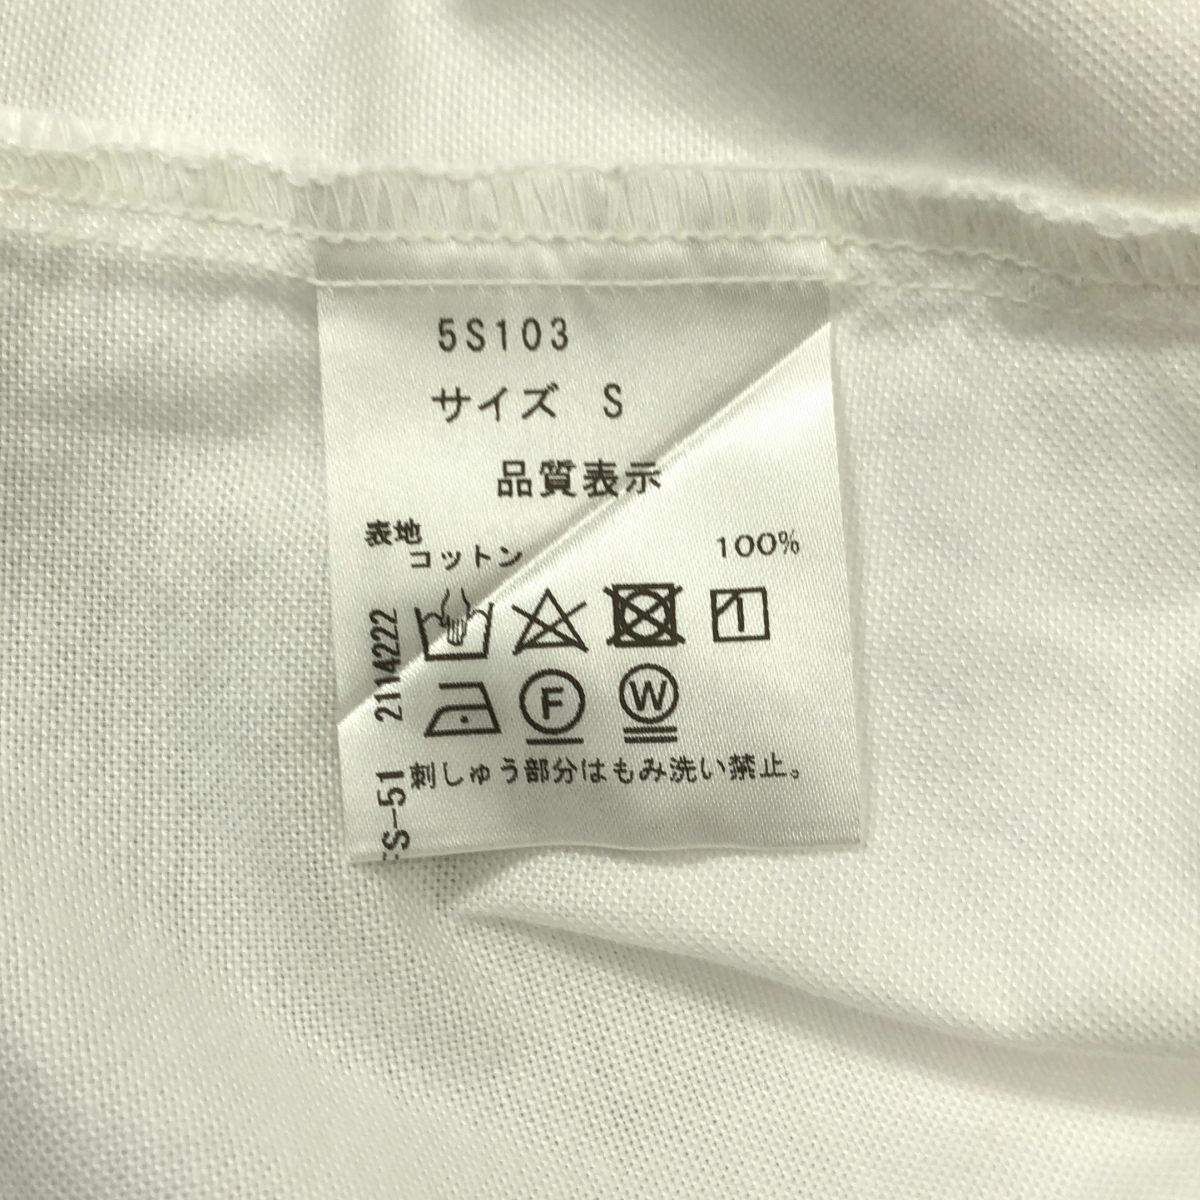 5S103
サイズ S
品質表示
表地
コットン 100%
F W
刺しゅう部分はもみ洗い禁止。
2114222
S-51